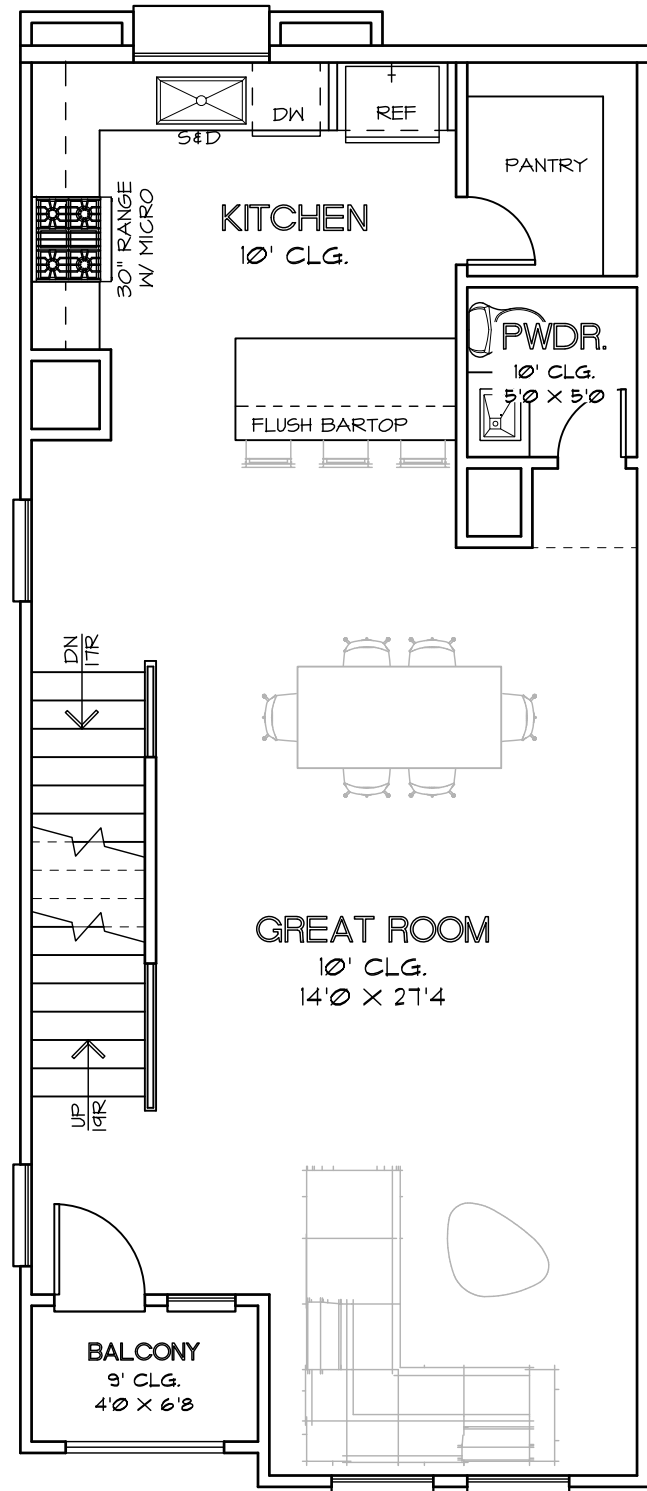 S&D
DW
REF
PANTRY
30" RANGE
W/ MICRO
KITCHEN
10' CLG.
PWDR.
10' CLG.
5'0 X 5'0
FLUSH BARTOP
DN
17R
GREAT ROOM
10' CLG.
14'0 X 27'4
UP
19R
BALCONY
9' CLG.
4'0 X 6'8